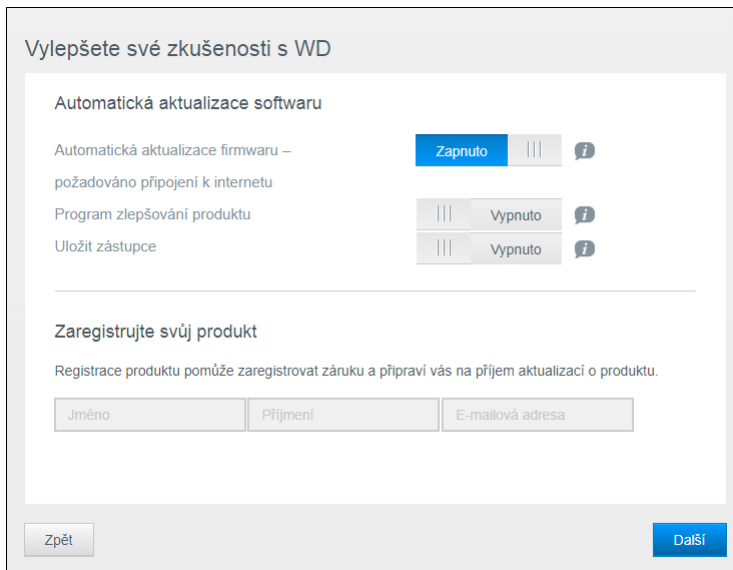 Vylepšete své zkušenosti s WD
Automatická aktualizace softwaru
Automatická aktualizace firmwaru –
požadováno připojení k internetu
Zapnuto
Program zlepšování produktu
Vypnuto
Uložit zástupce
Vypnuto
Zaregistrujte svůj produkt
Registrace produktu pomůže zaregistrovat záruku a připraví vás na příjem aktualizací o produktu.
Jméno
Příjmení
E-mailová adresa
Zpět
Další